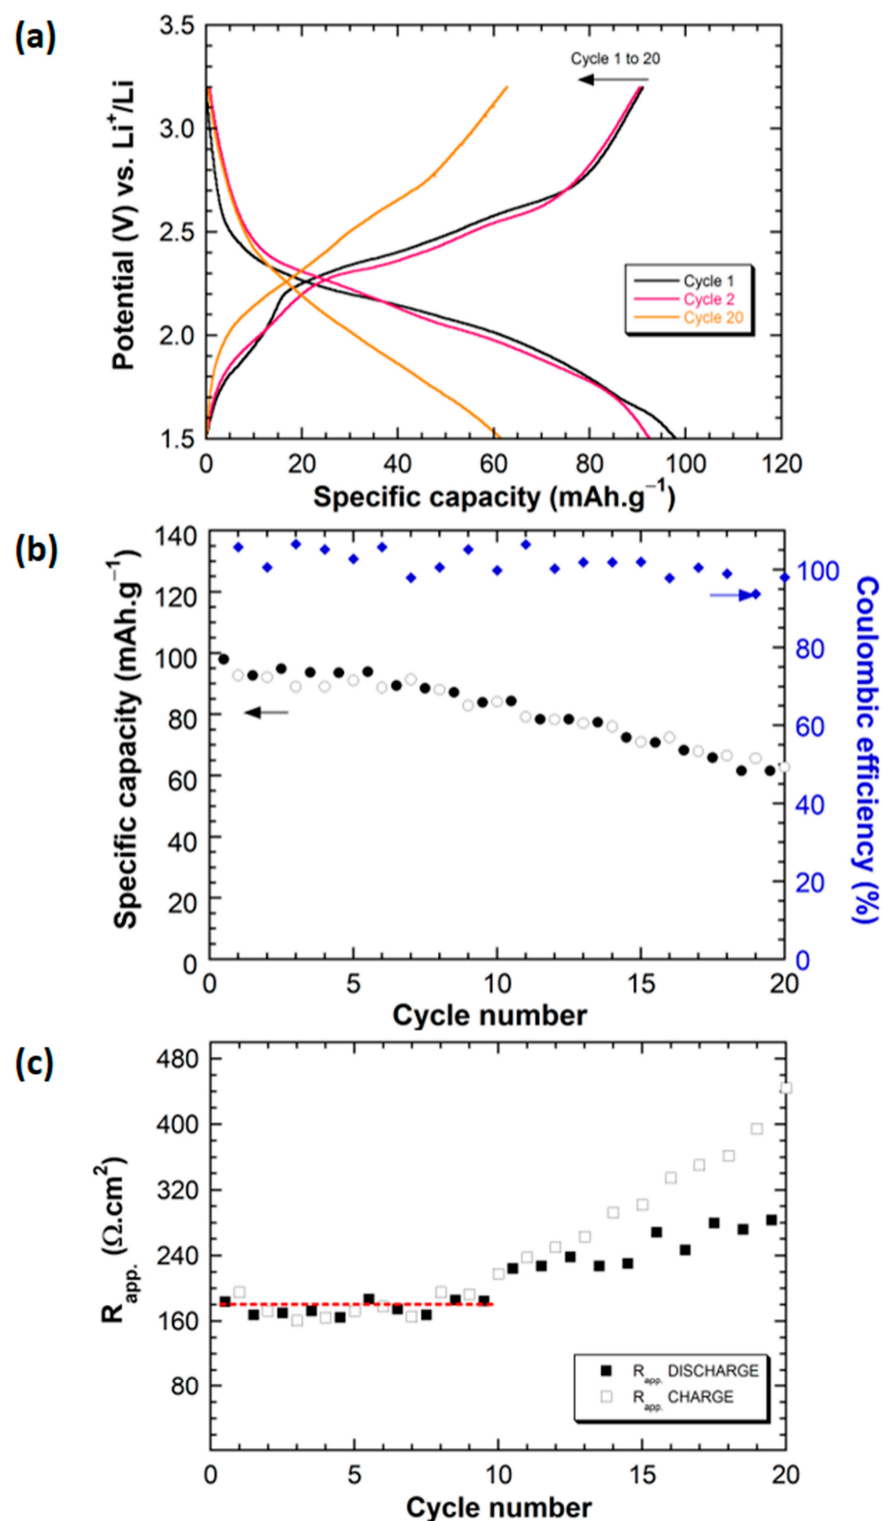 (a)
3.5
3.0
2.5
2.0
1.5
Potential (V) vs. Li⁺/Li
Cycle 1 to 20
Cycle 1
Cycle 2
Cycle 20
0 20 40 60 80 100 120
Specific capacity (mAh.g⁻¹)
(b)
140
120
100
80
60
40
20
0
Specific capacity (mAh.g⁻¹)
100
80
60
40
20
0
Coulombic efficiency (%)
0 5 10 15 20
Cycle number
(c)
480
400
320
240
160
80
R_app. (Ω.cm²)
R_app. DISCHARGE
R_app. CHARGE
0 5 10 15 20
Cycle number